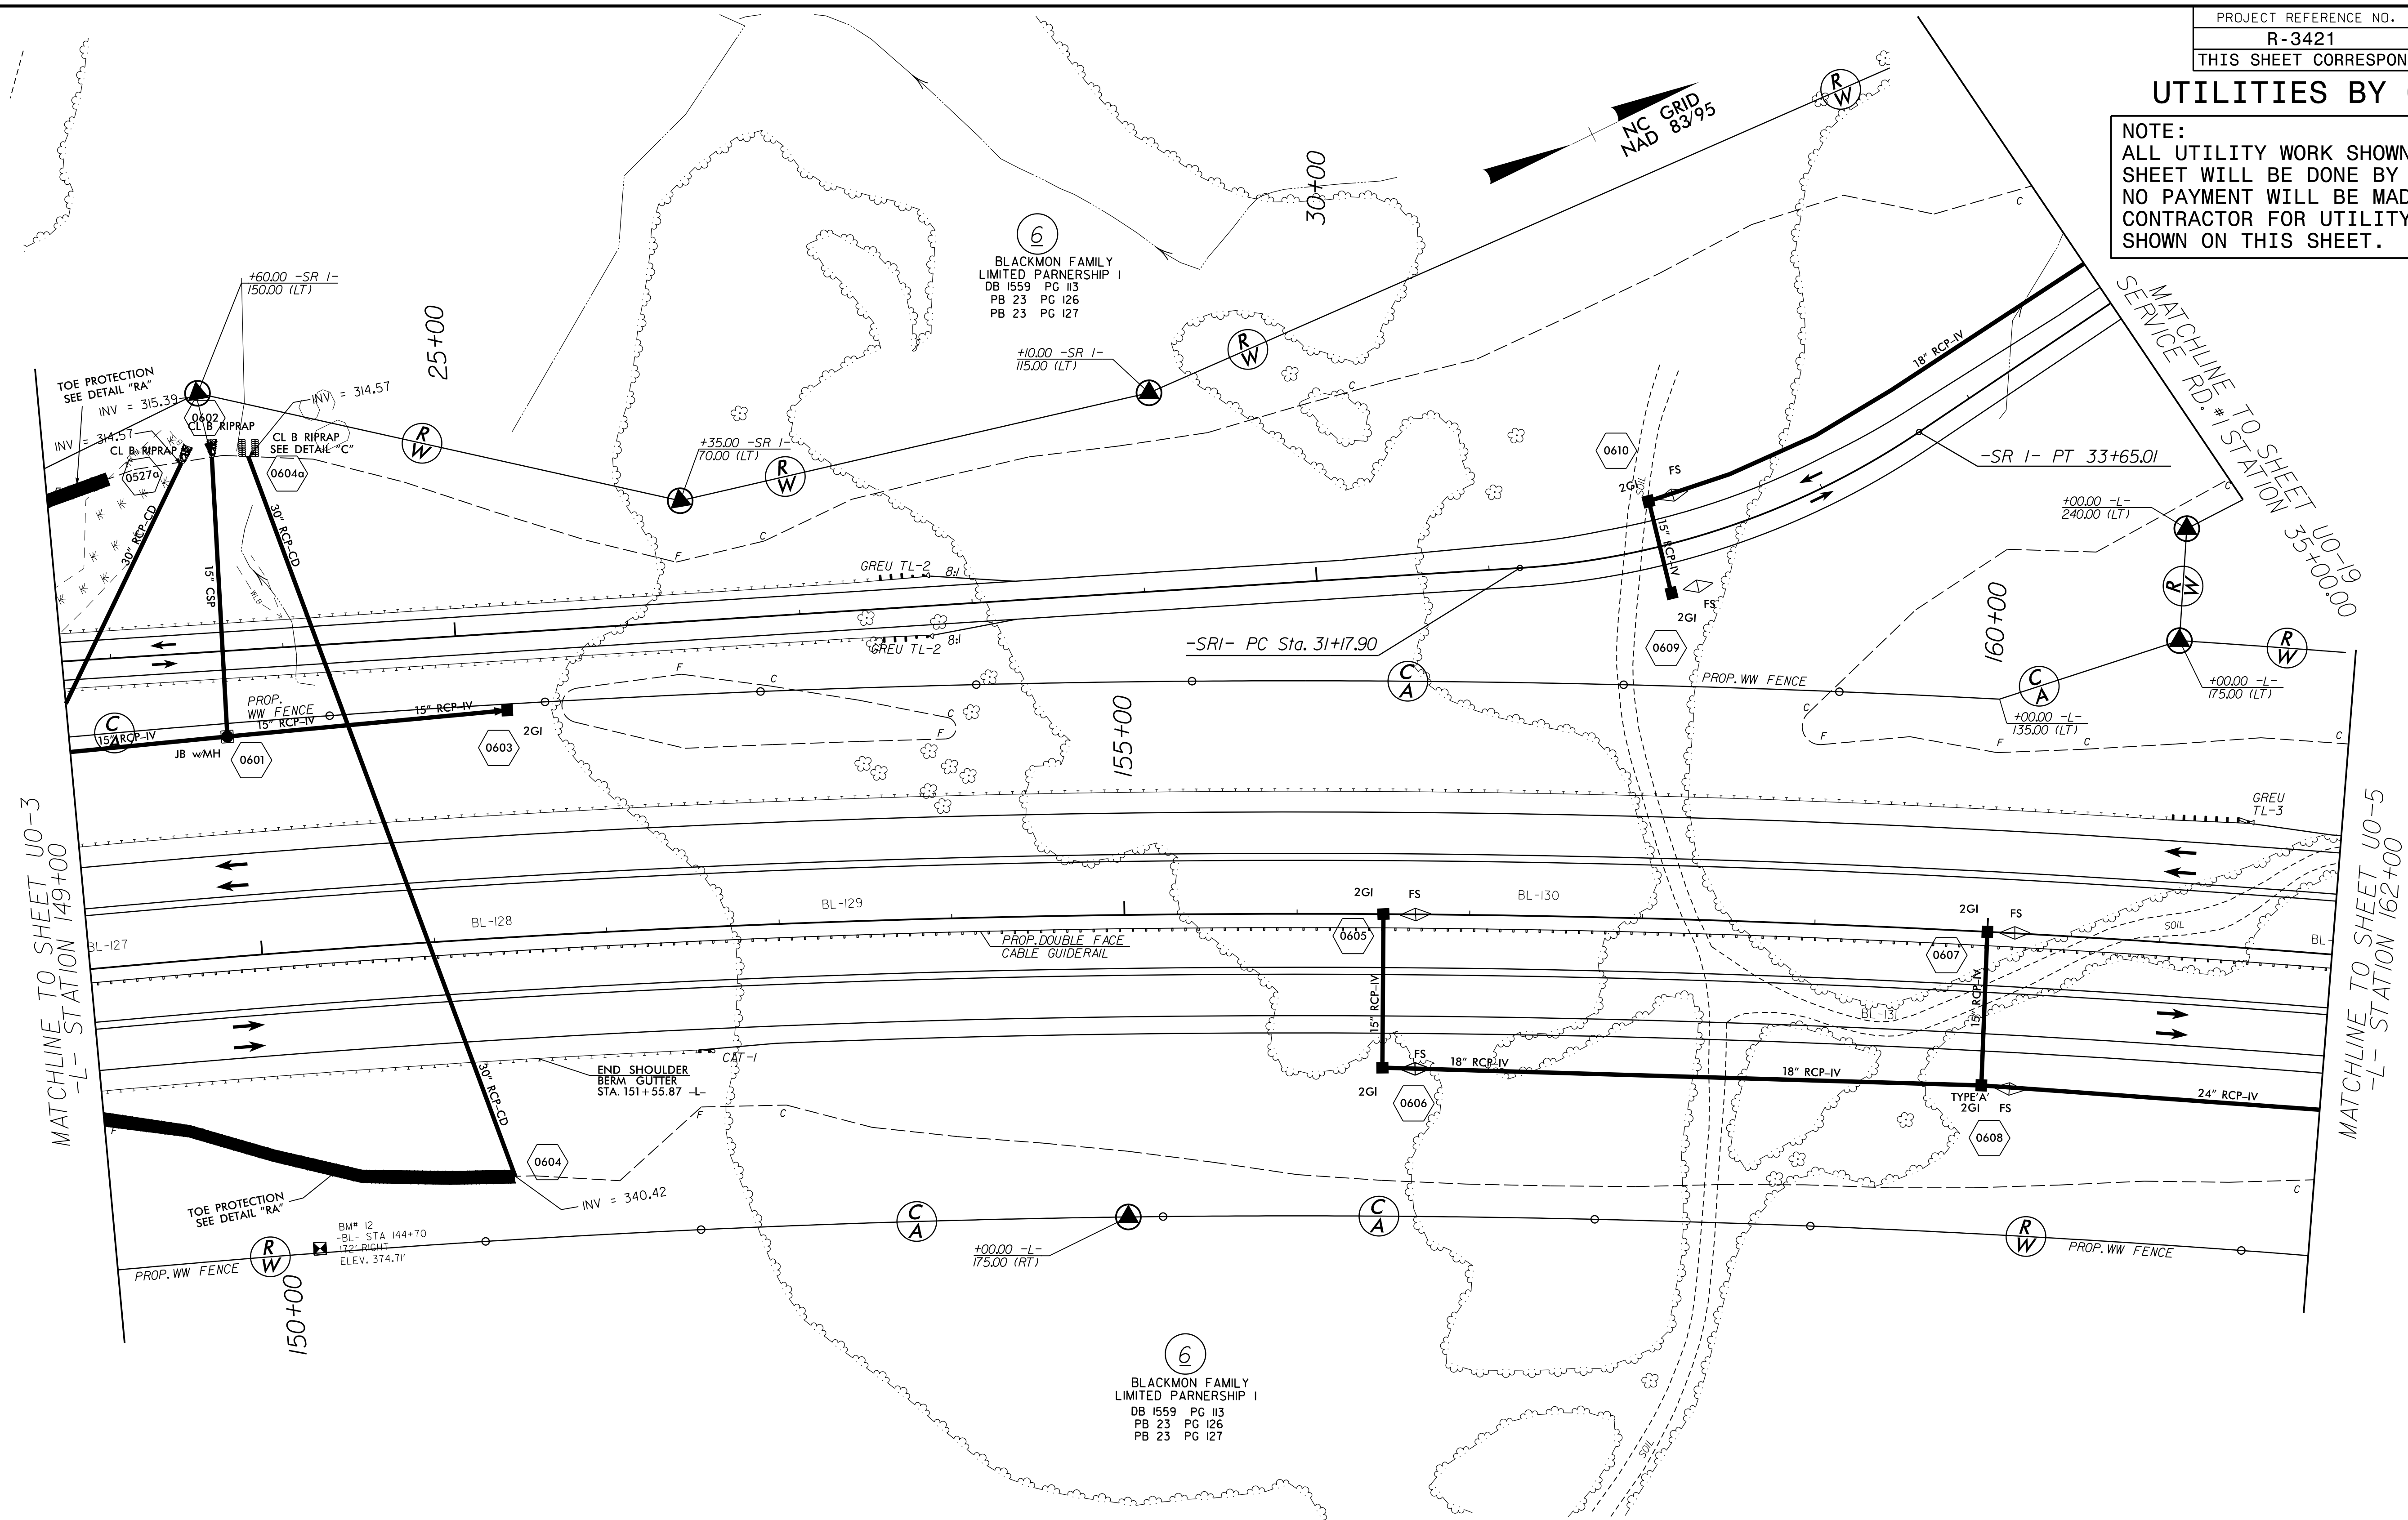 PROJECT REFERENCE NO.
R-3421
THIS SHEET CORRESPON
UTILITIES BY
NOTE:
ALL UTILITY WORK SHOWN
SHEET WILL BE DONE BY
NO PAYMENT WILL BE MAD
CONTRACTOR FOR UTILITY
SHOWN ON THIS SHEET.
NC GRID
NAD 83/95
R
W
30+00
6
BLACKMON FAMILY
LIMITED PARNERSHIP I
DB 1559 PG 113
PB 23 PG 126
PB 23 PG 127
C
+60.00 -SR 1-
150.00 (LT)
25+00
+10.00 -SR 1-
115.00 (LT)
R
W
MATCHLINE TO SHEET UO-19
SERVICE RD. #1 STATION 35+00.00
18" RCP-IV
TOE PROTECTION
SEE DETAIL "RA"
INV = 315.39
0602
CL B RIPRAP
INV = 314.57
INV = 314.57
CL B RIPRAP
0527a
WLB
CL B RIPRAP
SEE DETAIL "C"
0604a
R
W
+35.00 -SR 1-
70.00 (LT)
R
W
C
F
C
0610
FS
2GI
SOIL
-SR 1- PT 33+65.01
C
+00.00 -L-
240.00 (LT)
30" RCP-CD
15" CSP
30" RCP-CD
WLB
GREU TL-2
8:1
GREU TL-2
8:1
15" RCP-IV
FS
2GI
0609
-SR1- PC Sta. 31+17.90
160+00
R
W
R
W
F
C
C
F
C
A
PROP. WW FENCE
C
A
+00.00 -L-
175.00 (LT)
+00.00 -L-
135.00 (LT)
C
F
F
C
C
PROP.
WW FENCE
15" RCP-IV
15" RCP-IV
C
A
15" RCP-IV
JB w/MH
0601
0603
2GI
155+00
GREU
TL-3
MATCHLINE TO SHEET UO-3
-L- STATION 149+00
MATCHLINE TO SHEET UO-5
-L- STATION 162+00
BL-127
BL-128
BL-129
BL-130
BL-131
BL-
PROP. DOUBLE FACE
CABLE GUIDERAIL
2GI
FS
0605
2GI
FS
0607
SOIL
15" RCP-IV
15" RCP-IV
CAT-1
END SHOULDER
BERM GUTTER
STA. 151+55.87 -L-
30" RCP-CD
FS
2GI
0606
18" RCP-IV
18" RCP-IV
TYPE'A'
2GI
FS
0608
24" RCP-IV
F
F
C
0604
INV = 340.42
TOE PROTECTION
SEE DETAIL "RA"
BM# 12
-BL- STA 144+70
172' RIGHT
ELEV. 374.71'
PROP. WW FENCE
R
W
150+00
C
A
+00.00 -L-
175.00 (RT)
C
A
R
W
PROP. WW FENCE
C
6
BLACKMON FAMILY
LIMITED PARNERSHIP I
DB 1559 PG 113
PB 23 PG 126
PB 23 PG 127
SOIL